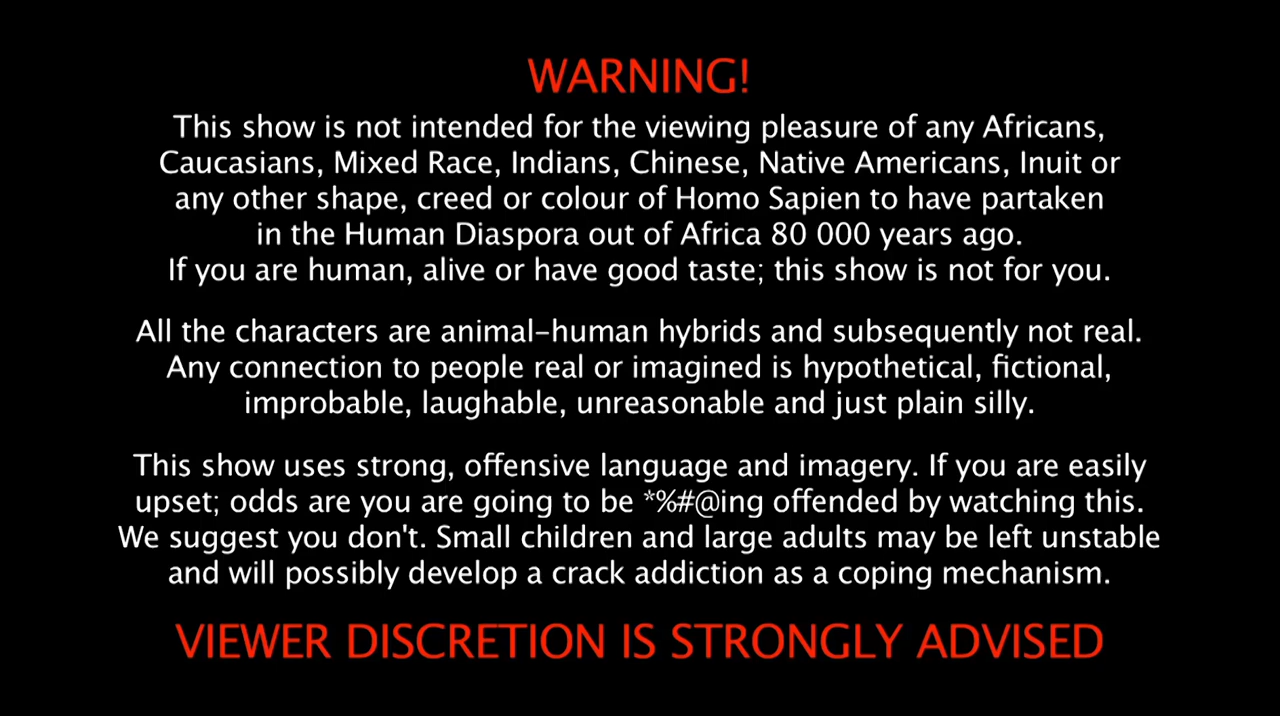 WARNING!
This show is not intended for the viewing pleasure of any Africans,
Caucasians, Mixed Race, Indians, Chinese, Native Americans, Inuit or
any other shape, creed or colour of Homo Sapien to have partaken
in the Human Diaspora out of Africa 80 000 years ago.
If you are human, alive or have good taste; this show is not for you.
All the characters are animal-human hybrids and subsequently not real.
Any connection to people real or imagined is hypothetical, fictional,
improbable, laughable, unreasonable and just plain silly.
This show uses strong, offensive language and imagery. If you are easily
upset; odds are you are going to be *%#@ing offended by watching this.
We suggest you don't. Small children and large adults may be left unstable
and will possibly develop a crack addiction as a coping mechanism.
VIEWER DISCRETION IS STRONGLY ADVISED